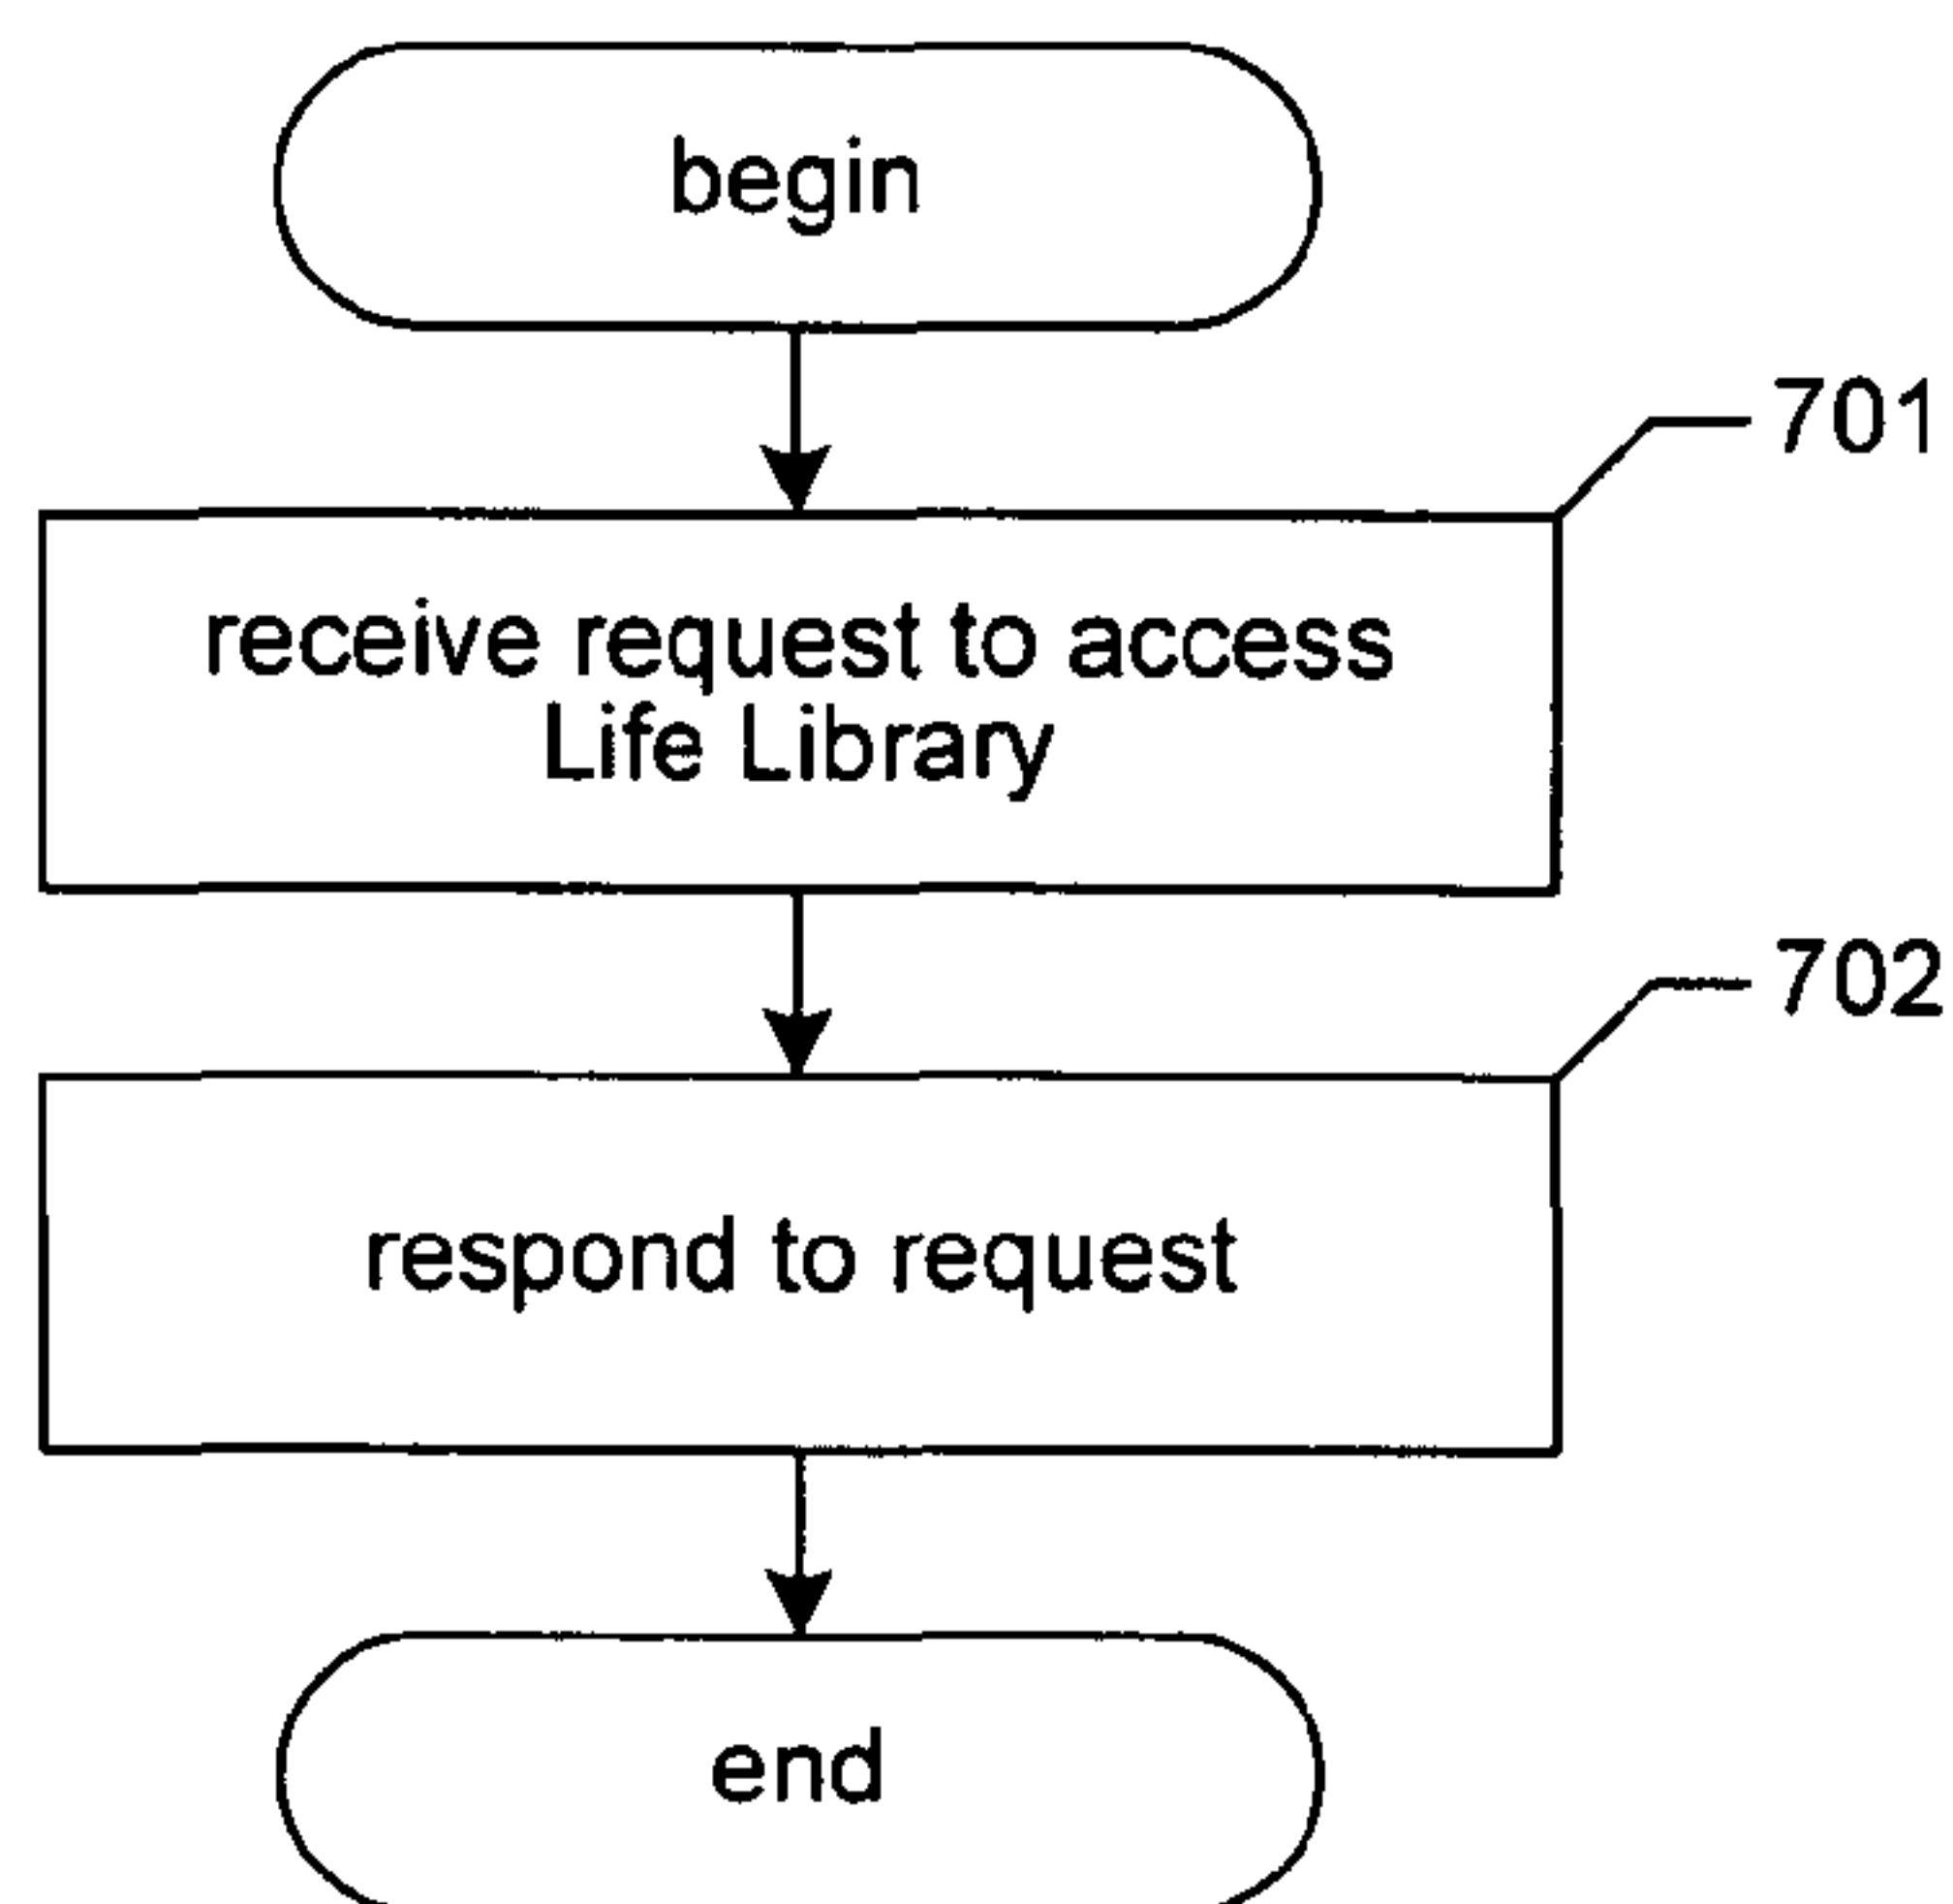 begin
701
receive request to access
Life Library
702
respond to request
end